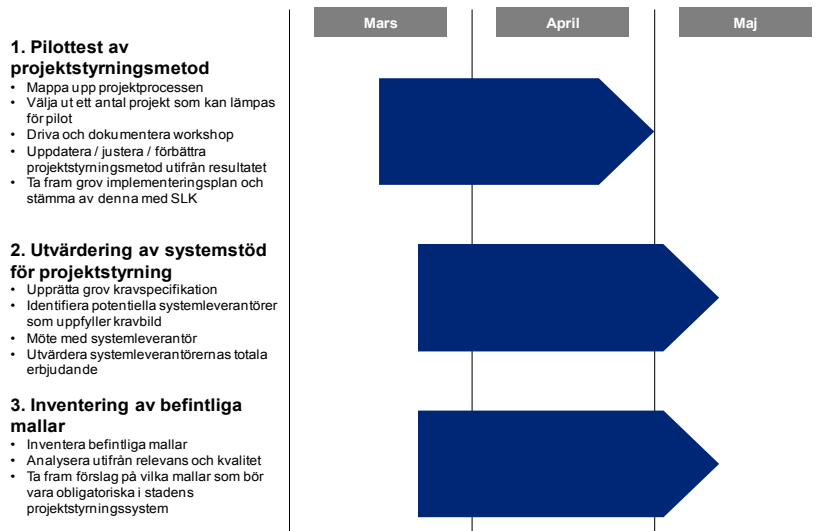 Mars
April
Maj
1. Pilottest av
projektstyrningsmetod
• Mappa upp projektprocessen
• Välja ut ett antal projekt som kan lämpas
för pilot
• Driva och dokumentera workshop
• Uppdatera / justera / förbättra
projektstyrningsmetod utifrån resultatet
• Ta fram grov implementeringsplan och
stämma av denna med SLK
2. Utvärdering av systemstöd
för projektstyrning
• Upprätta grov kravspecifikation
• Identifiera potentiella systemleverantörer
som uppfyller kravbild
• Möte med systemleverantör
• Utvärdera systemleverantörernas totala
erbjudande
3. Inventering av befintliga
mallar
• Inventera befintliga mallar
• Analysera utifrån relevans och kvalitet
• Ta fram förslag på vilka mallar som bör
vara obligatoriska i stadens
projektstyrningssystem